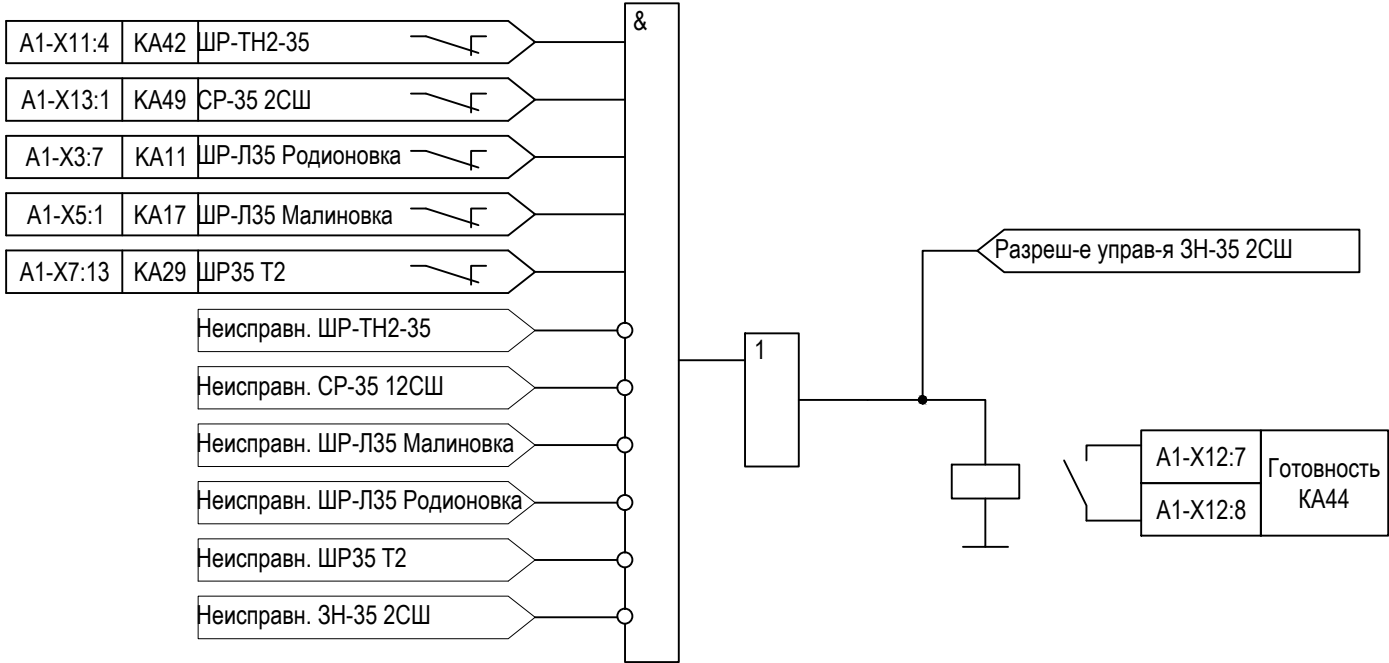 A1-X11:4 KA42 ШР-ТН2-35
A1-X13:1 KA49 СР-35 2СШ
A1-X3:7 KA11 ШР-Л35 Родионовка
A1-X5:1 KA17 ШР-Л35 Малиновка
A1-X7:13 KA29 ШР35 Т2
Неисправн. ШР-ТН2-35
Неисправн. СР-35 12СШ
Неисправн. ШР-Л35 Малиновка
Неисправн. ШР-Л35 Родионовка
Неисправн. ШР35 Т2
Неисправн. ЗН-35 2СШ
&
1
Разреш-е управ-я ЗН-35 2СШ
A1-X12:7
A1-X12:8
Готовность
KA44